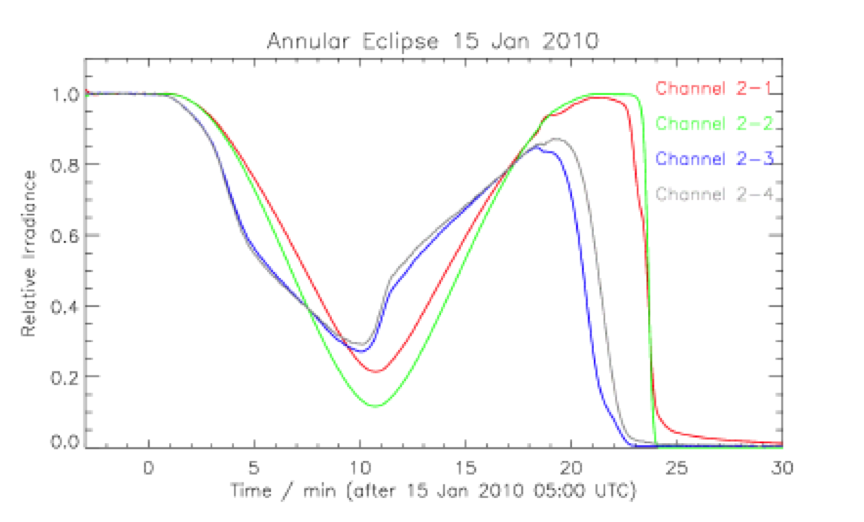 Annular Eclipse 15 Jan 2010
Channel 2-1
Channel 2-2
Channel 2-3
Channel 2-4
Relative Irradiance
1.0
0.8
0.6
0.4
0.2
0.0
0 5 10 15 20 25 30
Time / min (after 15 Jan 2010 05:00 UTC)